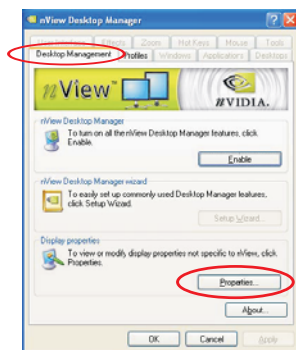 nView Desktop Manager
User Interface Effects Zoom Hot Keys Mouse Tools
Desktop Management Profiles Windows Applications Desktops
nView™
NVIDIA.
nView Desktop Manager
To turn on all the nView Desktop Manager features, click
Enable.
Enable
nView Desktop Manager wizard
To easily set up commonly used Desktop Manager features,
click Setup Wizard.
Setup Wizard...
Display properties
To view or modify display properties not specific to nView, click
Properties.
Properties...
About...
OK Cancel Apply